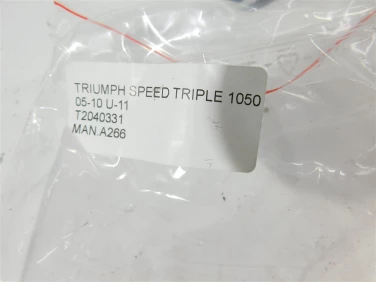 TRIUMPH SPEED TRIPLE 1050
05-10 U-11
T2040331
MAN A266